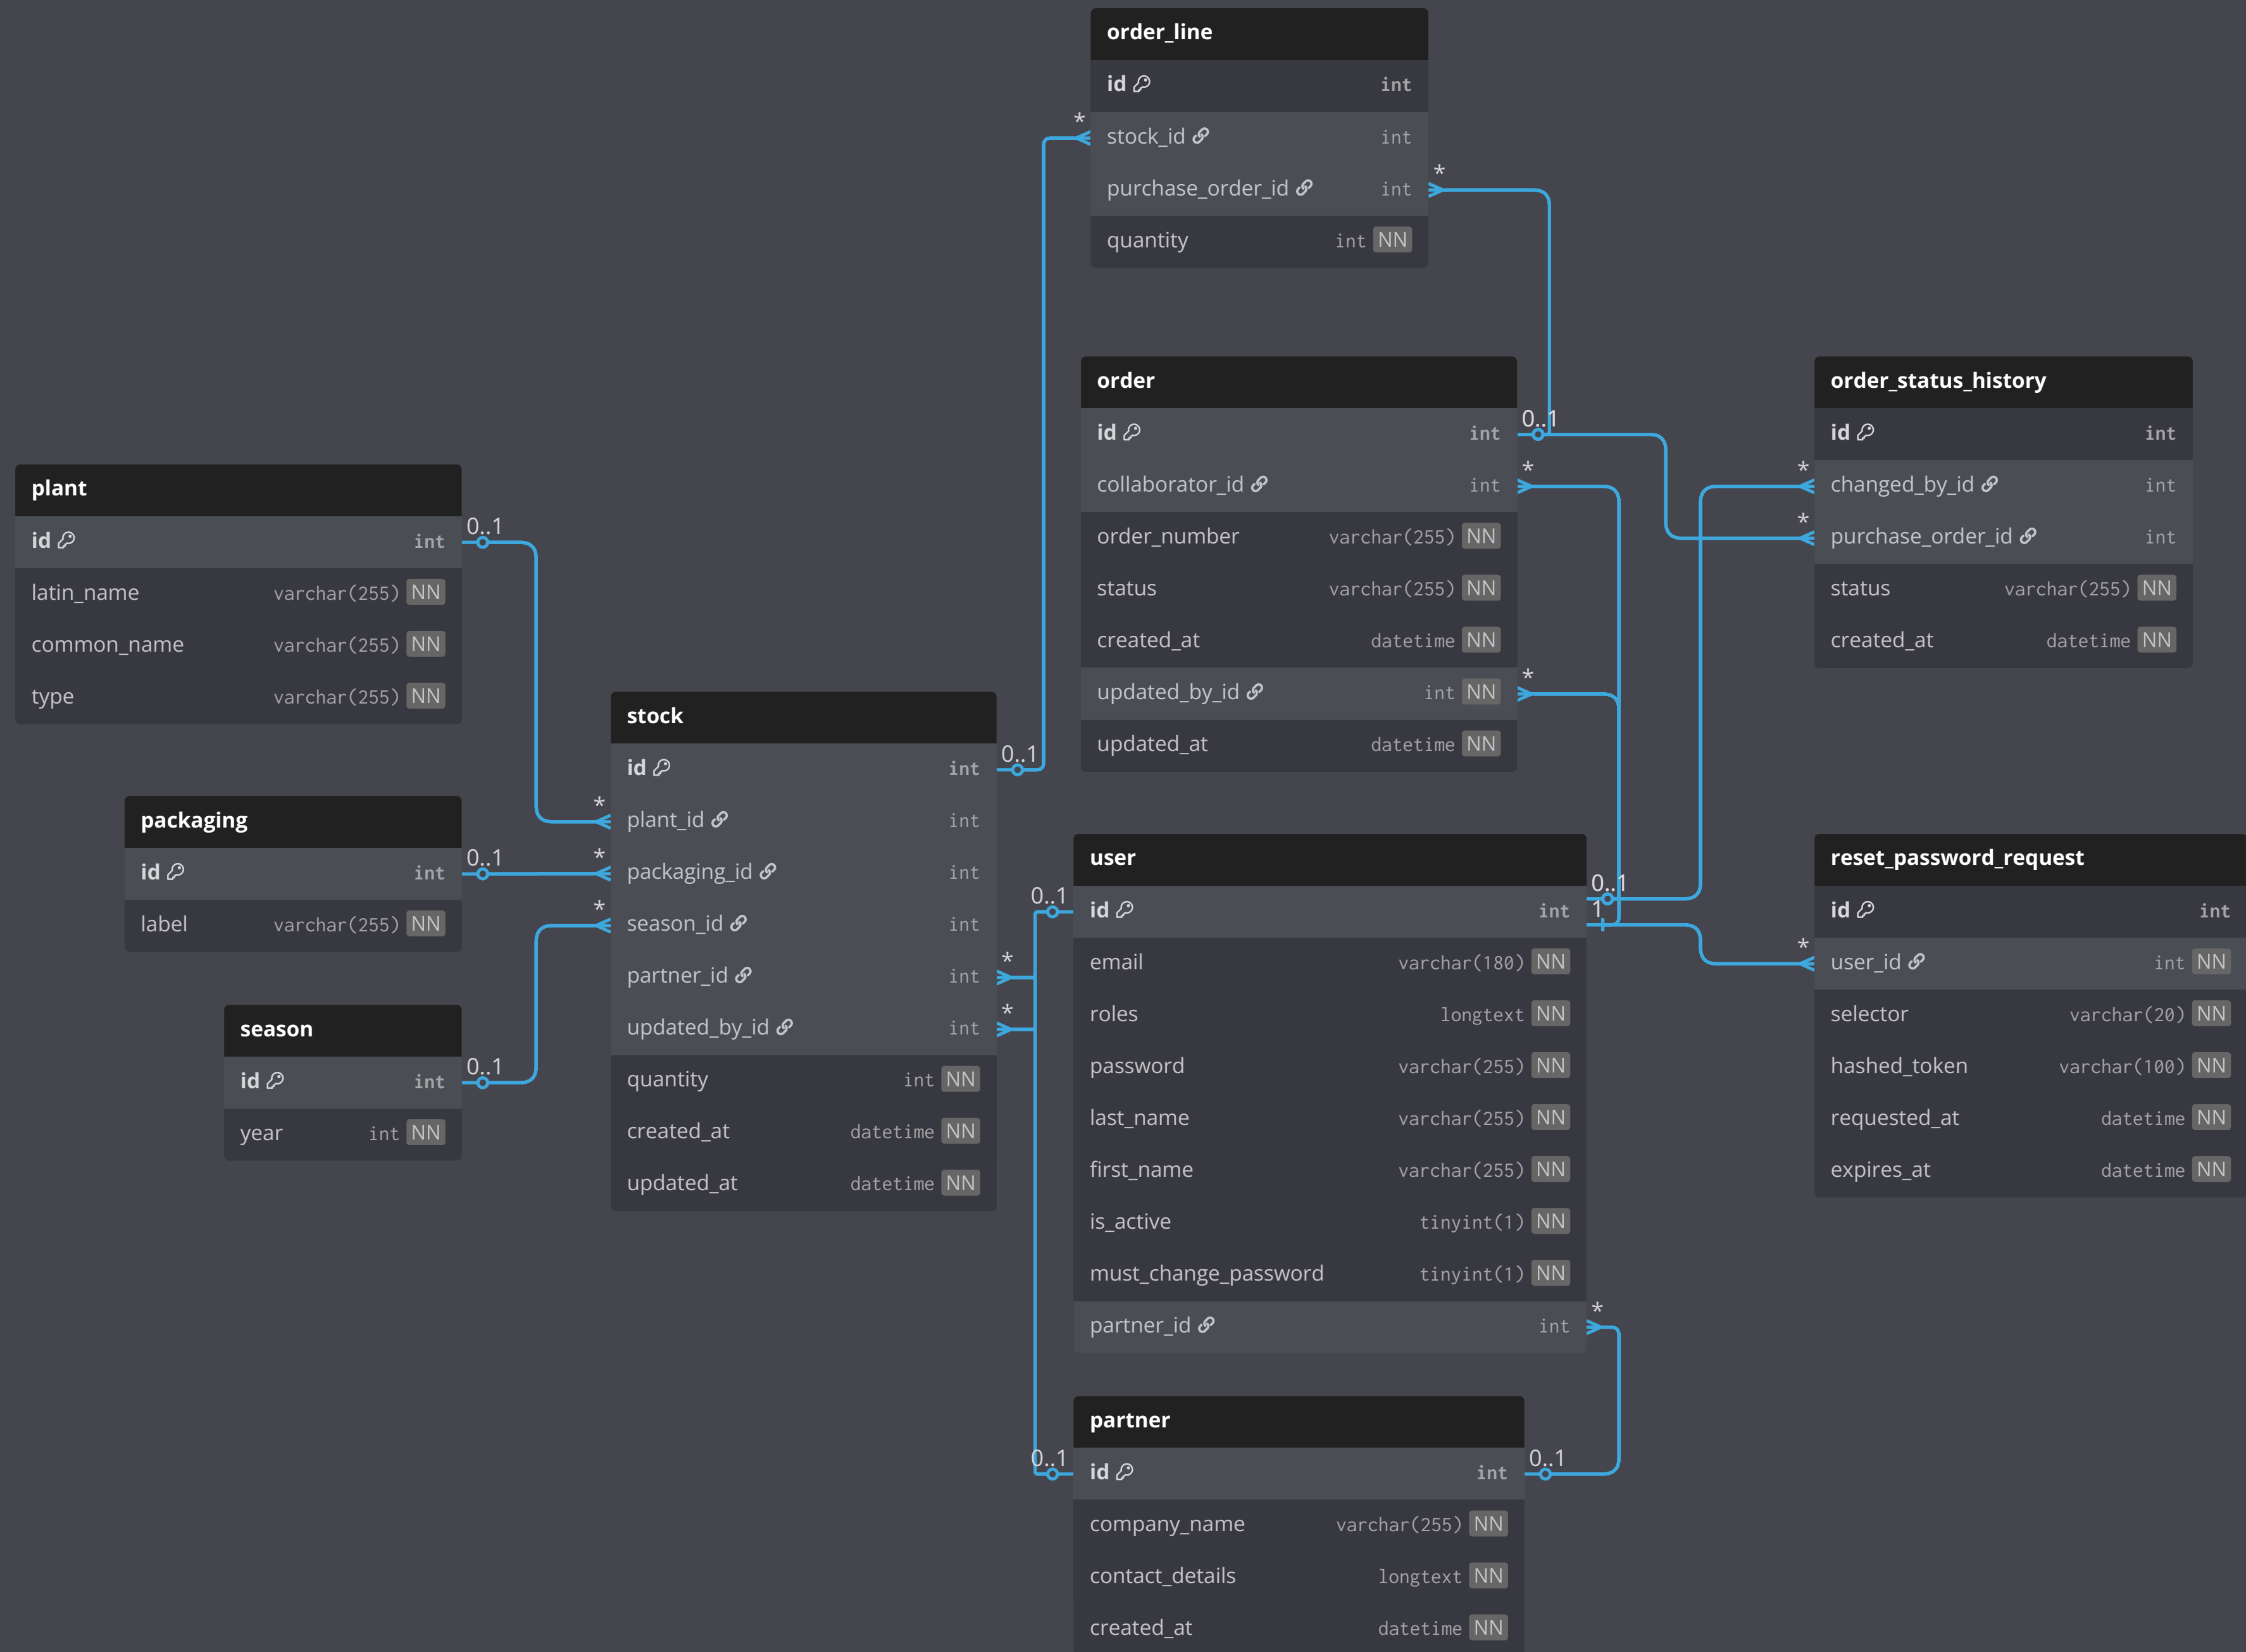 order_line
id int
* stock_id int
purchase_order_id int *
quantity int NN
order
id int 0..1
collaborator_id int *
order_number varchar(255) NN
status varchar(255) NN
created_at datetime NN
updated_by_id int NN *
updated_at datetime NN
order_status_history
id int
* changed_by_id int
* purchase_order_id int
status varchar(255) NN
created_at datetime NN
plant
id int 0..1
latin_name varchar(255) NN
common_name varchar(255) NN
type varchar(255) NN
packaging
id int 0..1
label varchar(255) NN
season
id int 0..1
year int NN
stock
id int 0..1
* plant_id int
* packaging_id int
* season_id int
partner_id int *
updated_by_id int *
quantity int NN
created_at datetime NN
updated_at datetime NN
user
0..1 id int 0..1
1
email varchar(180) NN
roles longtext NN
password varchar(255) NN
last_name varchar(255) NN
first_name varchar(255) NN
is_active tinyint(1) NN
must_change_password tinyint(1) NN
partner_id int *
reset_password_request
id int
* user_id int NN
selector varchar(20) NN
hashed_token varchar(100) NN
requested_at datetime NN
expires_at datetime NN
partner
0..1 id int 0..1
company_name varchar(255) NN
contact_details longtext NN
created_at datetime NN